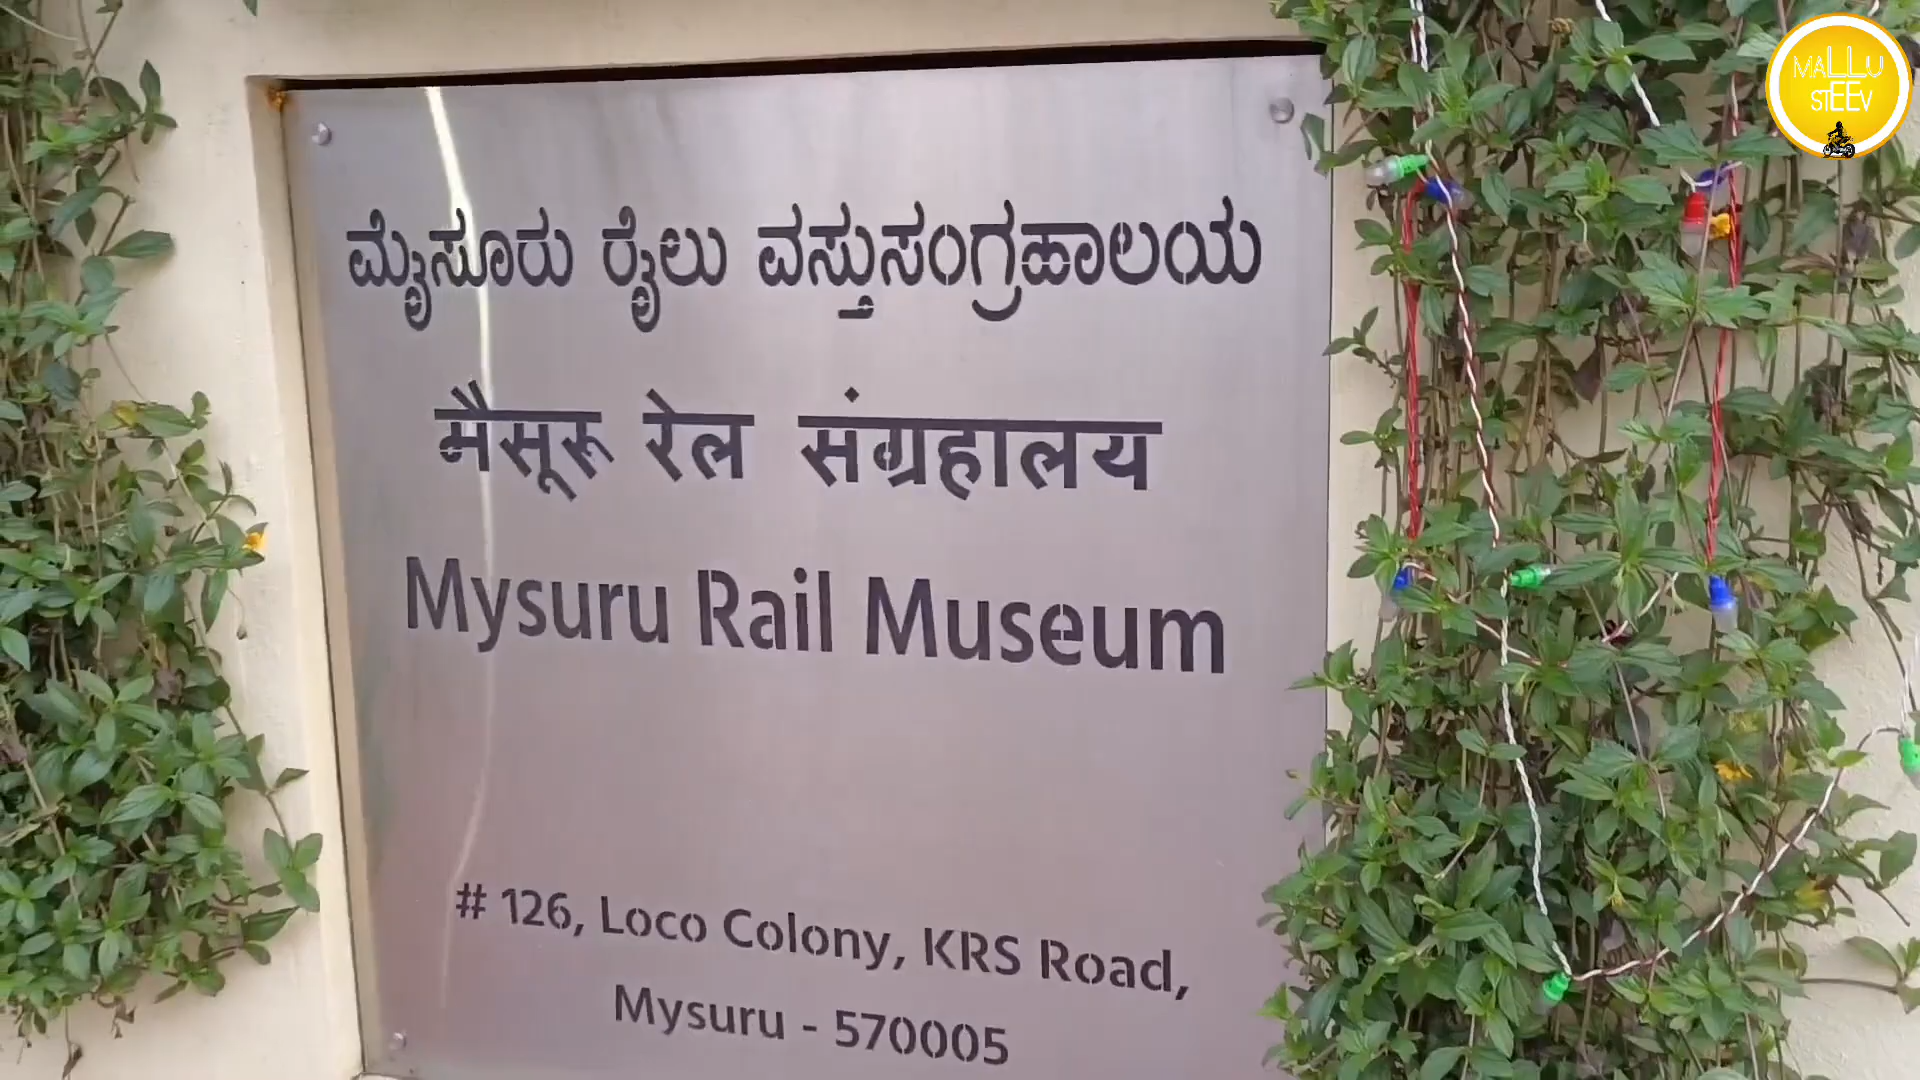 ಮೈಸೂರು ರೈಲು ವಸ್ತುಸಂಗ್ರಹಾಲಯ
मैसूरू रेल संग्रहालय
Mysuru Rail Museum
# 126, Loco Colony, KRS Road,
Mysuru - 570005
MALLU
STEEV